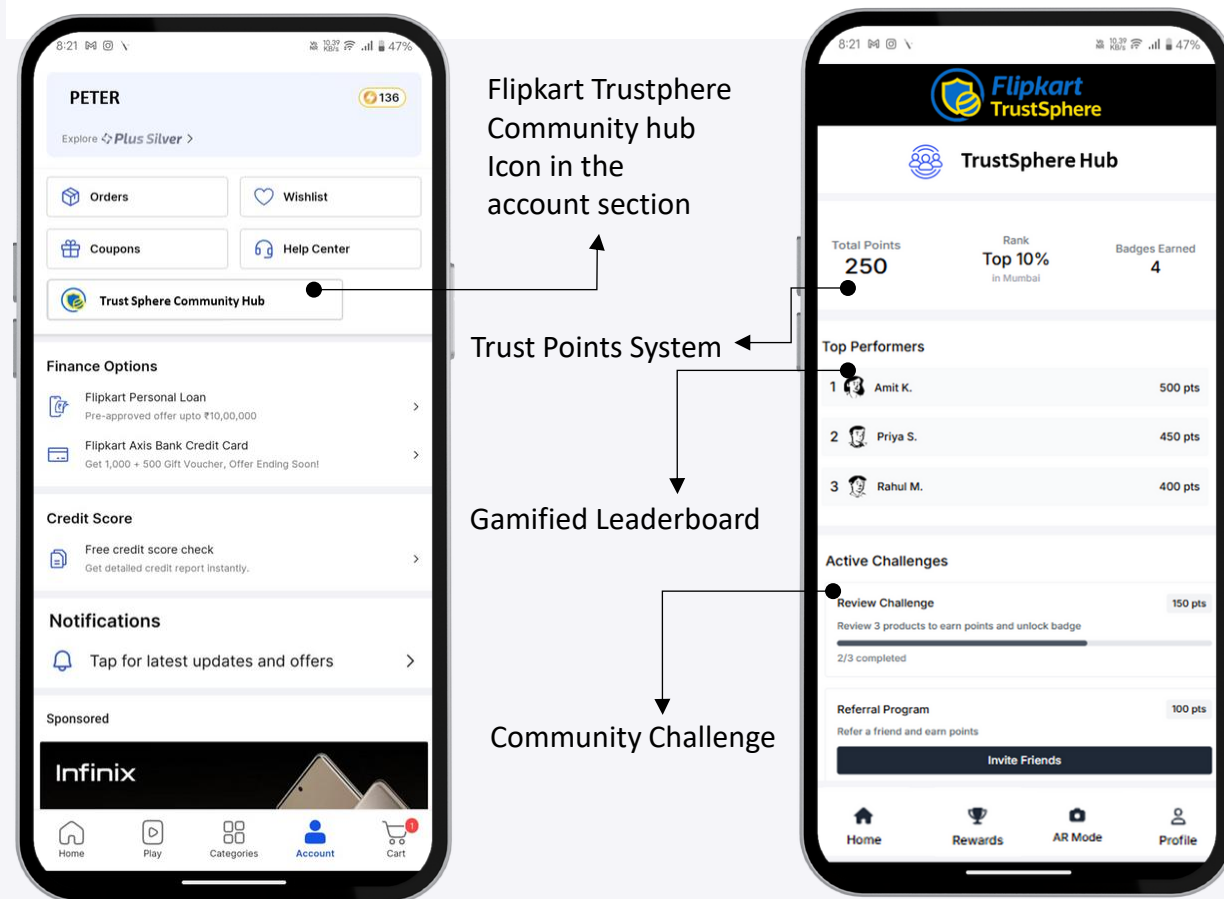 8:21
10.39
KB/s
47%
PETER
136
Explore Plus Silver >
Orders
Wishlist
Coupons
Help Center
Trust Sphere Community Hub
Finance Options
Flipkart Personal Loan
Pre-approved offer upto ₹10,00,000
Flipkart Axis Bank Credit Card
Get 1,000 + 500 Gift Voucher, Offer Ending Soon!
Credit Score
Free credit score check
Get detailed credit report instantly.
Notifications
Tap for latest updates and offers
Sponsored
Infinix
Home
Play
Categories
Account
1
Cart
Flipkart Trustphere
Community hub
Icon in the
account section
Trust Points System
Gamified Leaderboard
Community Challenge
8:21
10.39
KB/s
47%
Flipkart
TrustSphere
TrustSphere Hub
Total Points
250
Rank
Top 10%
in Mumbai
Badges Earned
4
Top Performers
1 Amit K. 500 pts
2 Priya S. 450 pts
3 Rahul M. 400 pts
Active Challenges
Review Challenge 150 pts
Review 3 products to earn points and unlock badge
2/3 completed
Referral Program 100 pts
Refer a friend and earn points
Invite Friends
Home
Rewards
AR Mode
Profile